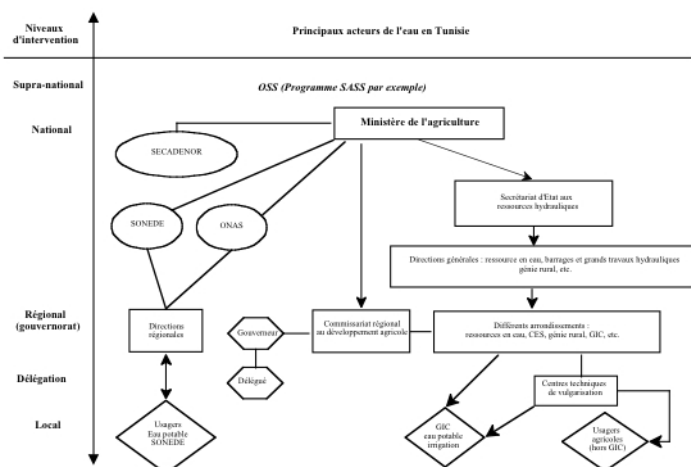 Niveaux
d'intervention
Principaux acteurs de l'eau en Tunisie
Supra-national
OSS (Programme SASS par exemple)
National
Ministère de l'agriculture
SECADENOR
Secrétariat d'Etat aux
ressources hydrauliques
SONEDE
ONAS
Directions générales : ressource en eau, barrages et grands travaux hydrauliques
génie rural, etc.
Régional
(gouvernorat)
Directions
régionales
Gouverneur
Commissariat régional
au développement agricole
Différents arrondissements :
ressources en eau, CES, génie rural, GIC, etc.
Délégation
Délégué
Centres techniques
de vulgarisation
Local
Usagers
Eau potable
SONEDE
GIC
eau potable
irrigation
Usagers
agricoles
(hors GIC)